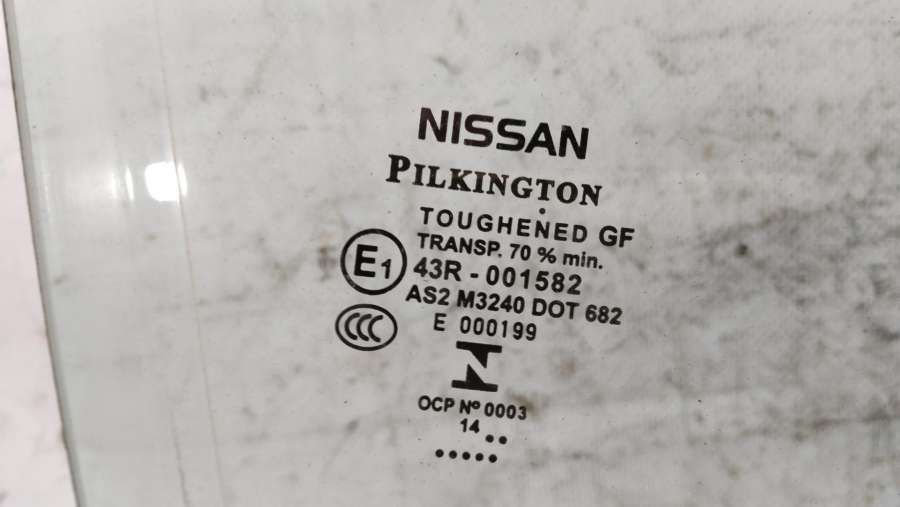 NISSAN
PILKINGTON
TOUGHENED GF
TRANSP. 70 % min.
E1 43R - 001582
AS2 M3240 DOT 682
CCC E 000199
N
OCP Nº 0003
14